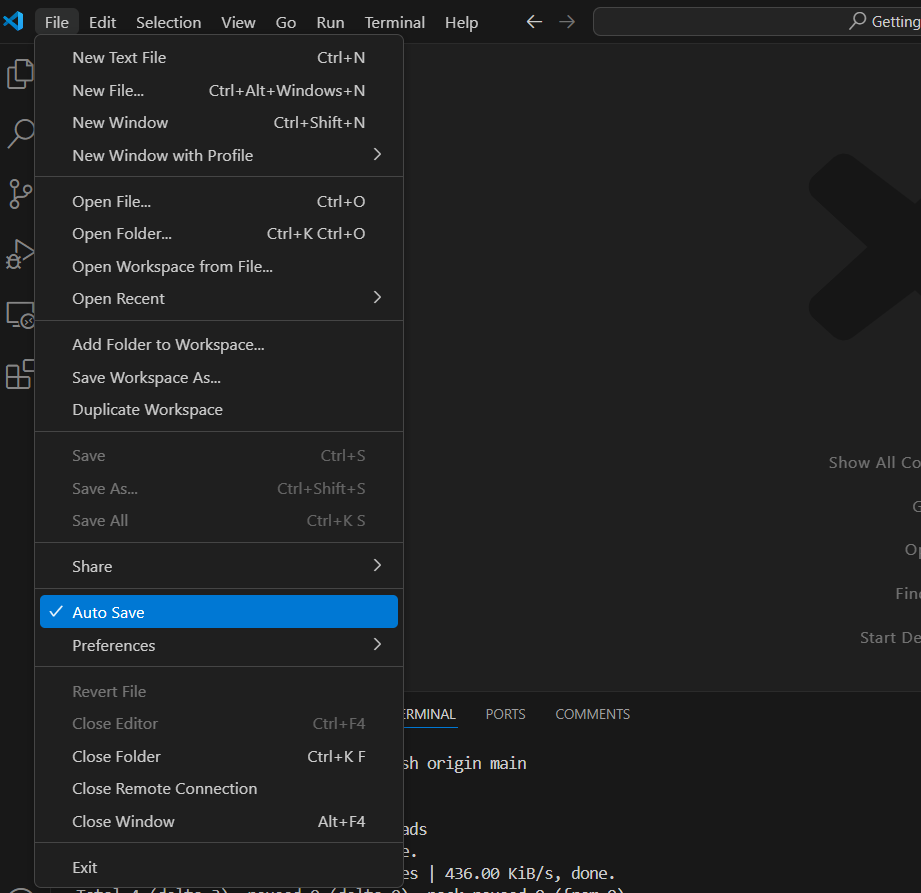 File Edit Selection View Go Run Terminal Help Getting
New Text File Ctrl+N
New File... Ctrl+Alt+Windows+N
New Window Ctrl+Shift+N
New Window with Profile
Open File... Ctrl+O
Open Folder... Ctrl+K Ctrl+O
Open Workspace from File...
Open Recent
Add Folder to Workspace...
Save Workspace As...
Duplicate Workspace
Save Ctrl+S
Show All Co
Save As... Ctrl+Shift+S
Save All Ctrl+K S
G
Op
Share
Find
Auto Save
Start De
Preferences
Revert File
Close Editor Ctrl+F4
ERMINAL PORTS COMMENTS
Close Folder Ctrl+K F
sh origin main
Close Remote Connection
Close Window Alt+F4
ads
e.
Exit
es | 436.00 KiB/s, done.